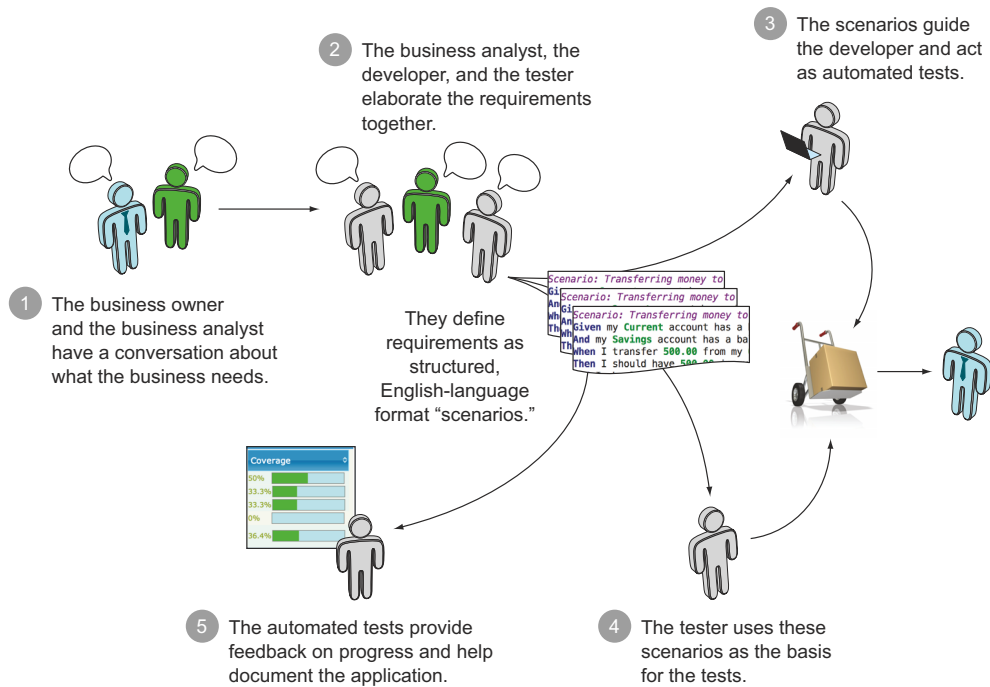 2
The business analyst, the
developer, and the tester
elaborate the requirements
together.
3
The scenarios guide
the developer and act
as automated tests.
1
The business owner
and the business analyst
have a conversation about
what the business needs.
They define
requirements as
structured,
English-language
format “scenarios.”
Scenario: Transferring money to
Scenario: Transferring money to
Scenario: Transferring money to
Given my Current account has a
And my Savings account has a ba
When I transfer 500.00 from my
Then I should have 500.00
Coverage
50%
33.3%
33.3%
0%
36.4%
5
The automated tests provide
feedback on progress and help
document the application.
4
The tester uses these
scenarios as the basis
for the tests.